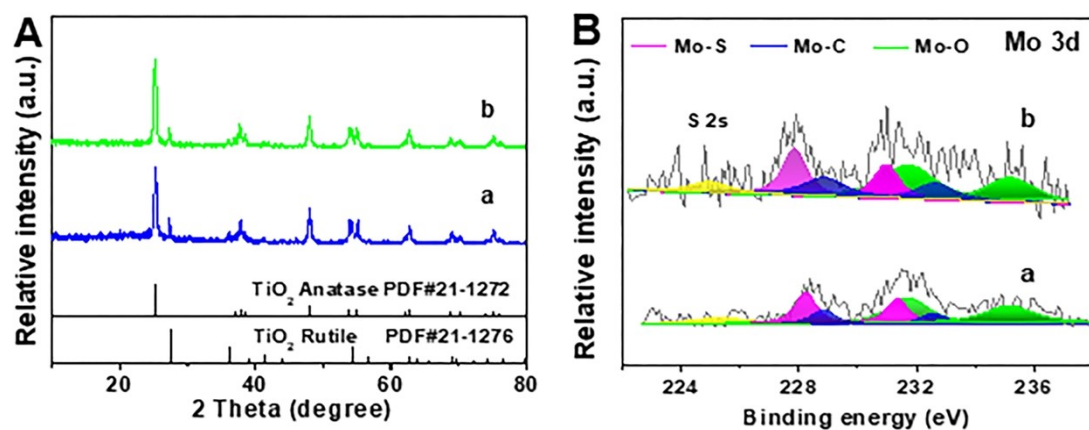 A
Relative intensity (a.u.)
b
a
TiO2 Anatase PDF#21-1272
TiO2 Rutile PDF#21-1276
20 40 60 80
2 Theta (degree)
B
Relative intensity (a.u.)
Mo-S Mo-C Mo-O Mo 3d
S 2s
b
a
224 228 232 236
Binding energy (eV)